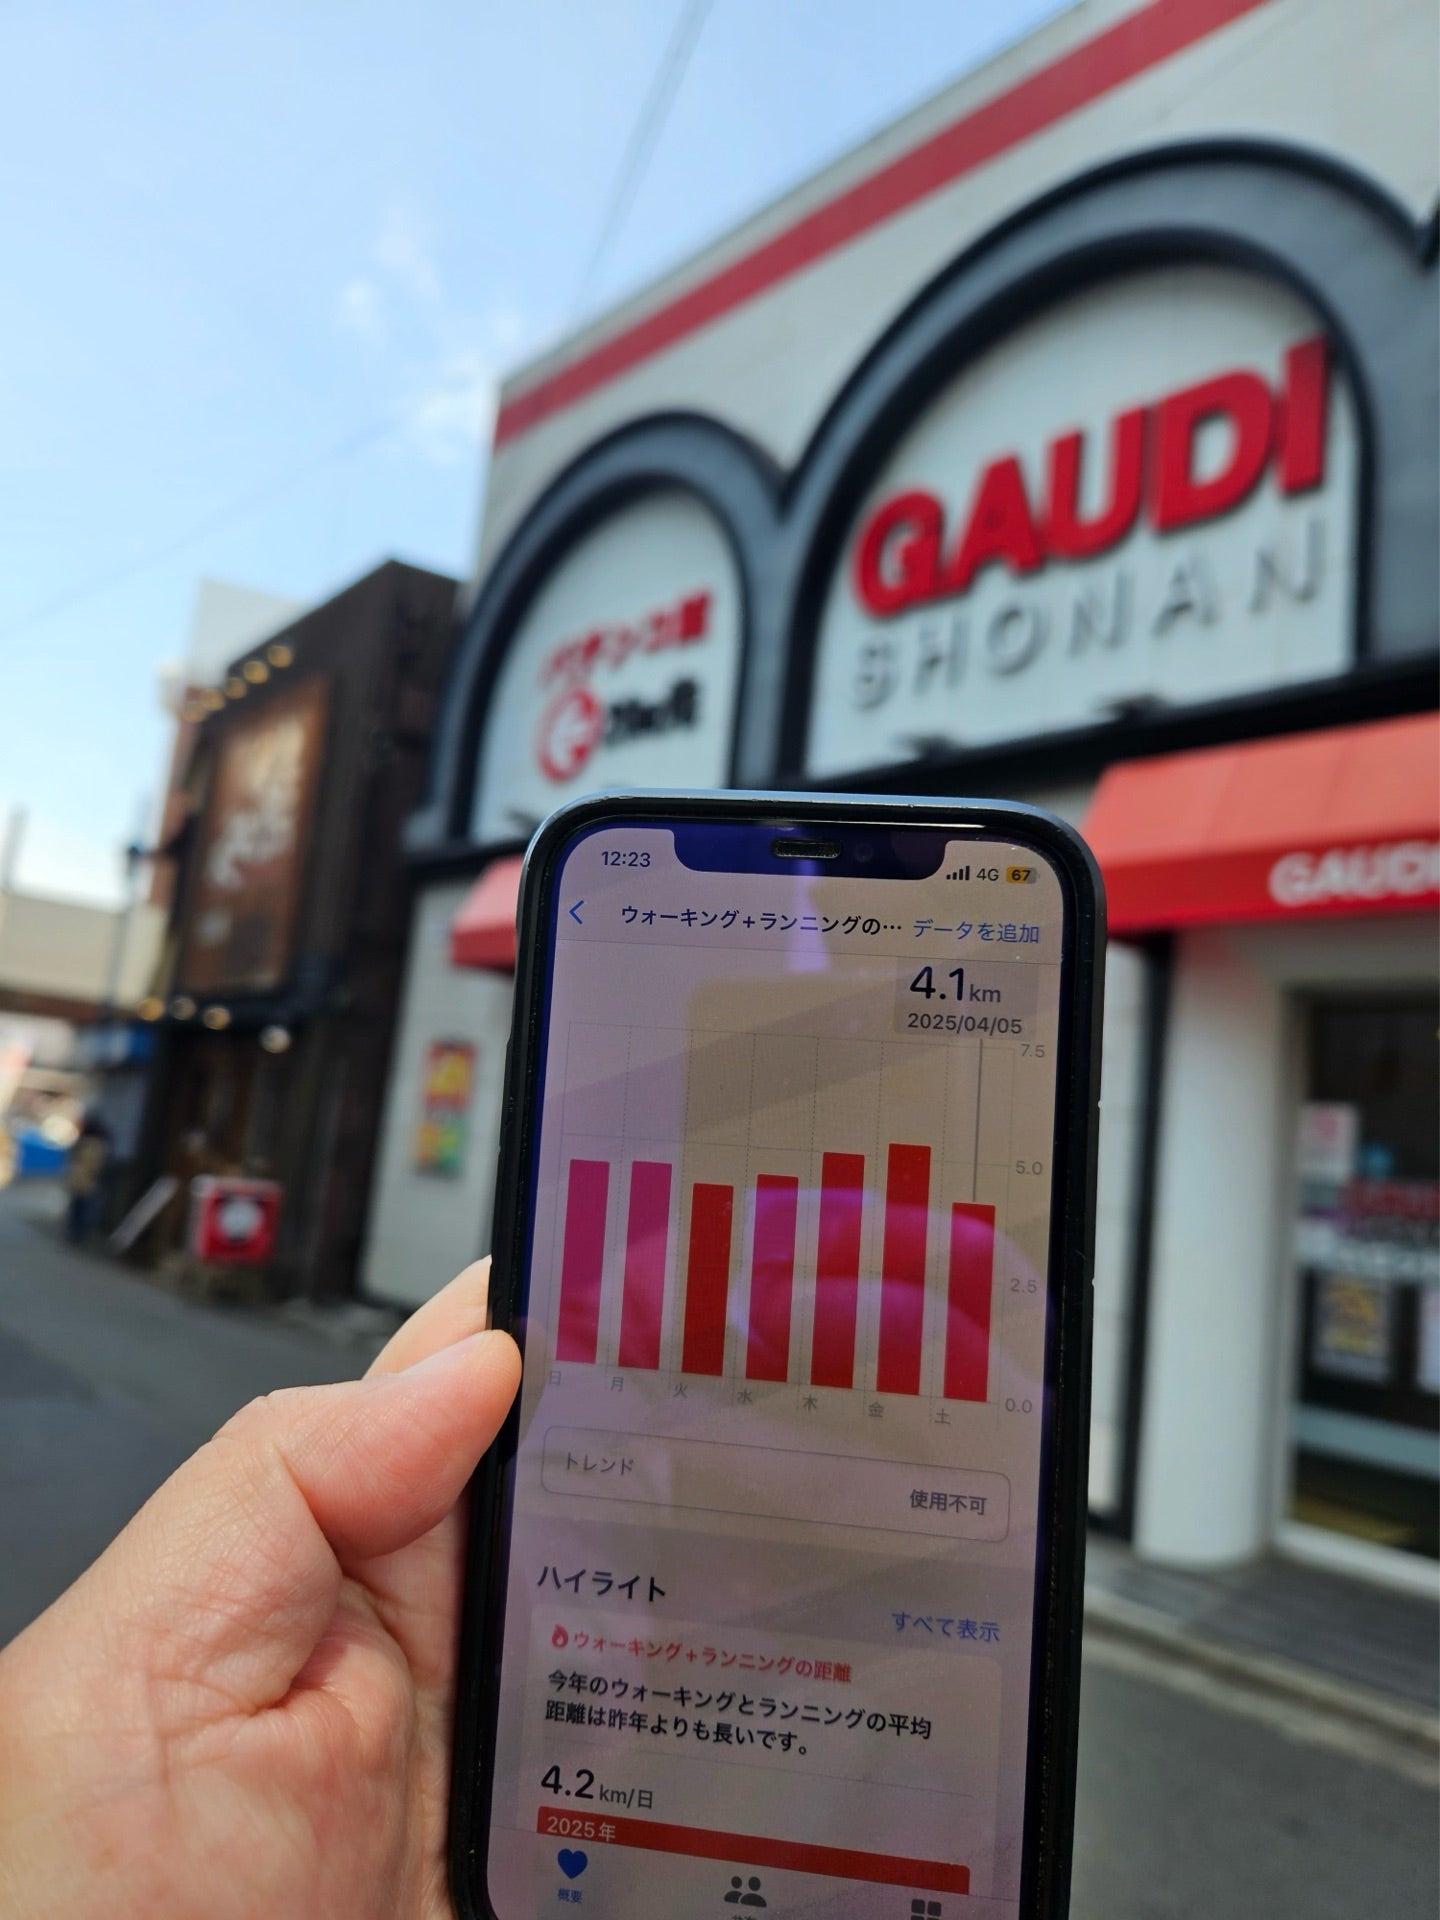 GAUDI
SHONAN
パチンコ屋
GAUDI
12:23
4G
67
ウォーキング+ランニングの…
データを追加
4.1km
2025/04/05
7.5
5.0
2.5
0.0
日
月
火
水
木
金
土
トレンド
使用不可
ハイライト
すべて表示
ウォーキング+ランニングの距離
今年のウォーキングとランニングの平均
距離は昨年よりも長いです。
4.2km/日
2025年
概要